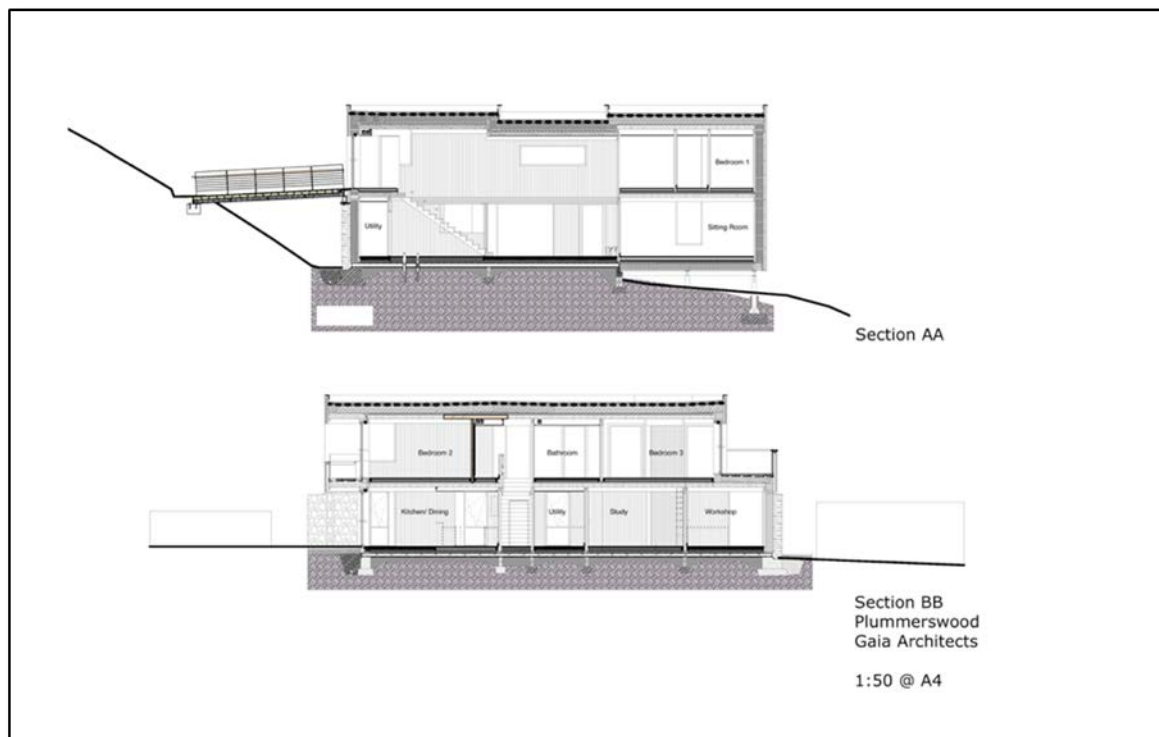 Bedroom 1
Utility
Sitting Room
Section AA
Bedroom 2
Bathroom
Bedroom 3
Kitchen/ Dining
Utility
Study
Workshop
Section BB
Plummerswood
Gaia Architects
1:50 @ A4